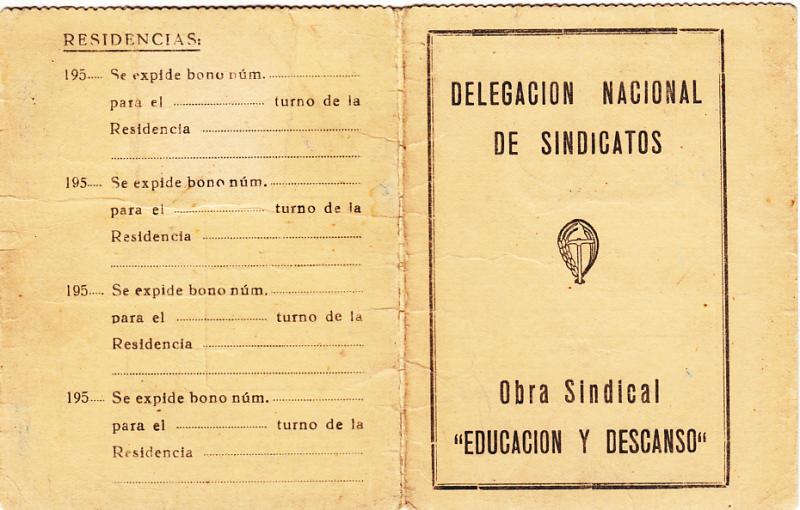 RESIDENCIAS:
195..... Se expide bono núm. ........................
para el ........................ turno de la
Residencia ........................................
................................................................
195..... Se expide bono núm. ........................
para el ........................ turno de la
Residencia ........................................
................................................................
195..... Se expide bono núm. ........................
para el ........................ turno de la
Residencia ........................................
................................................................
195..... Se expide bono núm. ........................
para el ........................ turno de la
Residencia ........................................
................................................................
DELEGACION NACIONAL
DE SINDICATOS
Obra Sindical
“EDUCACION Y DESCANSO“